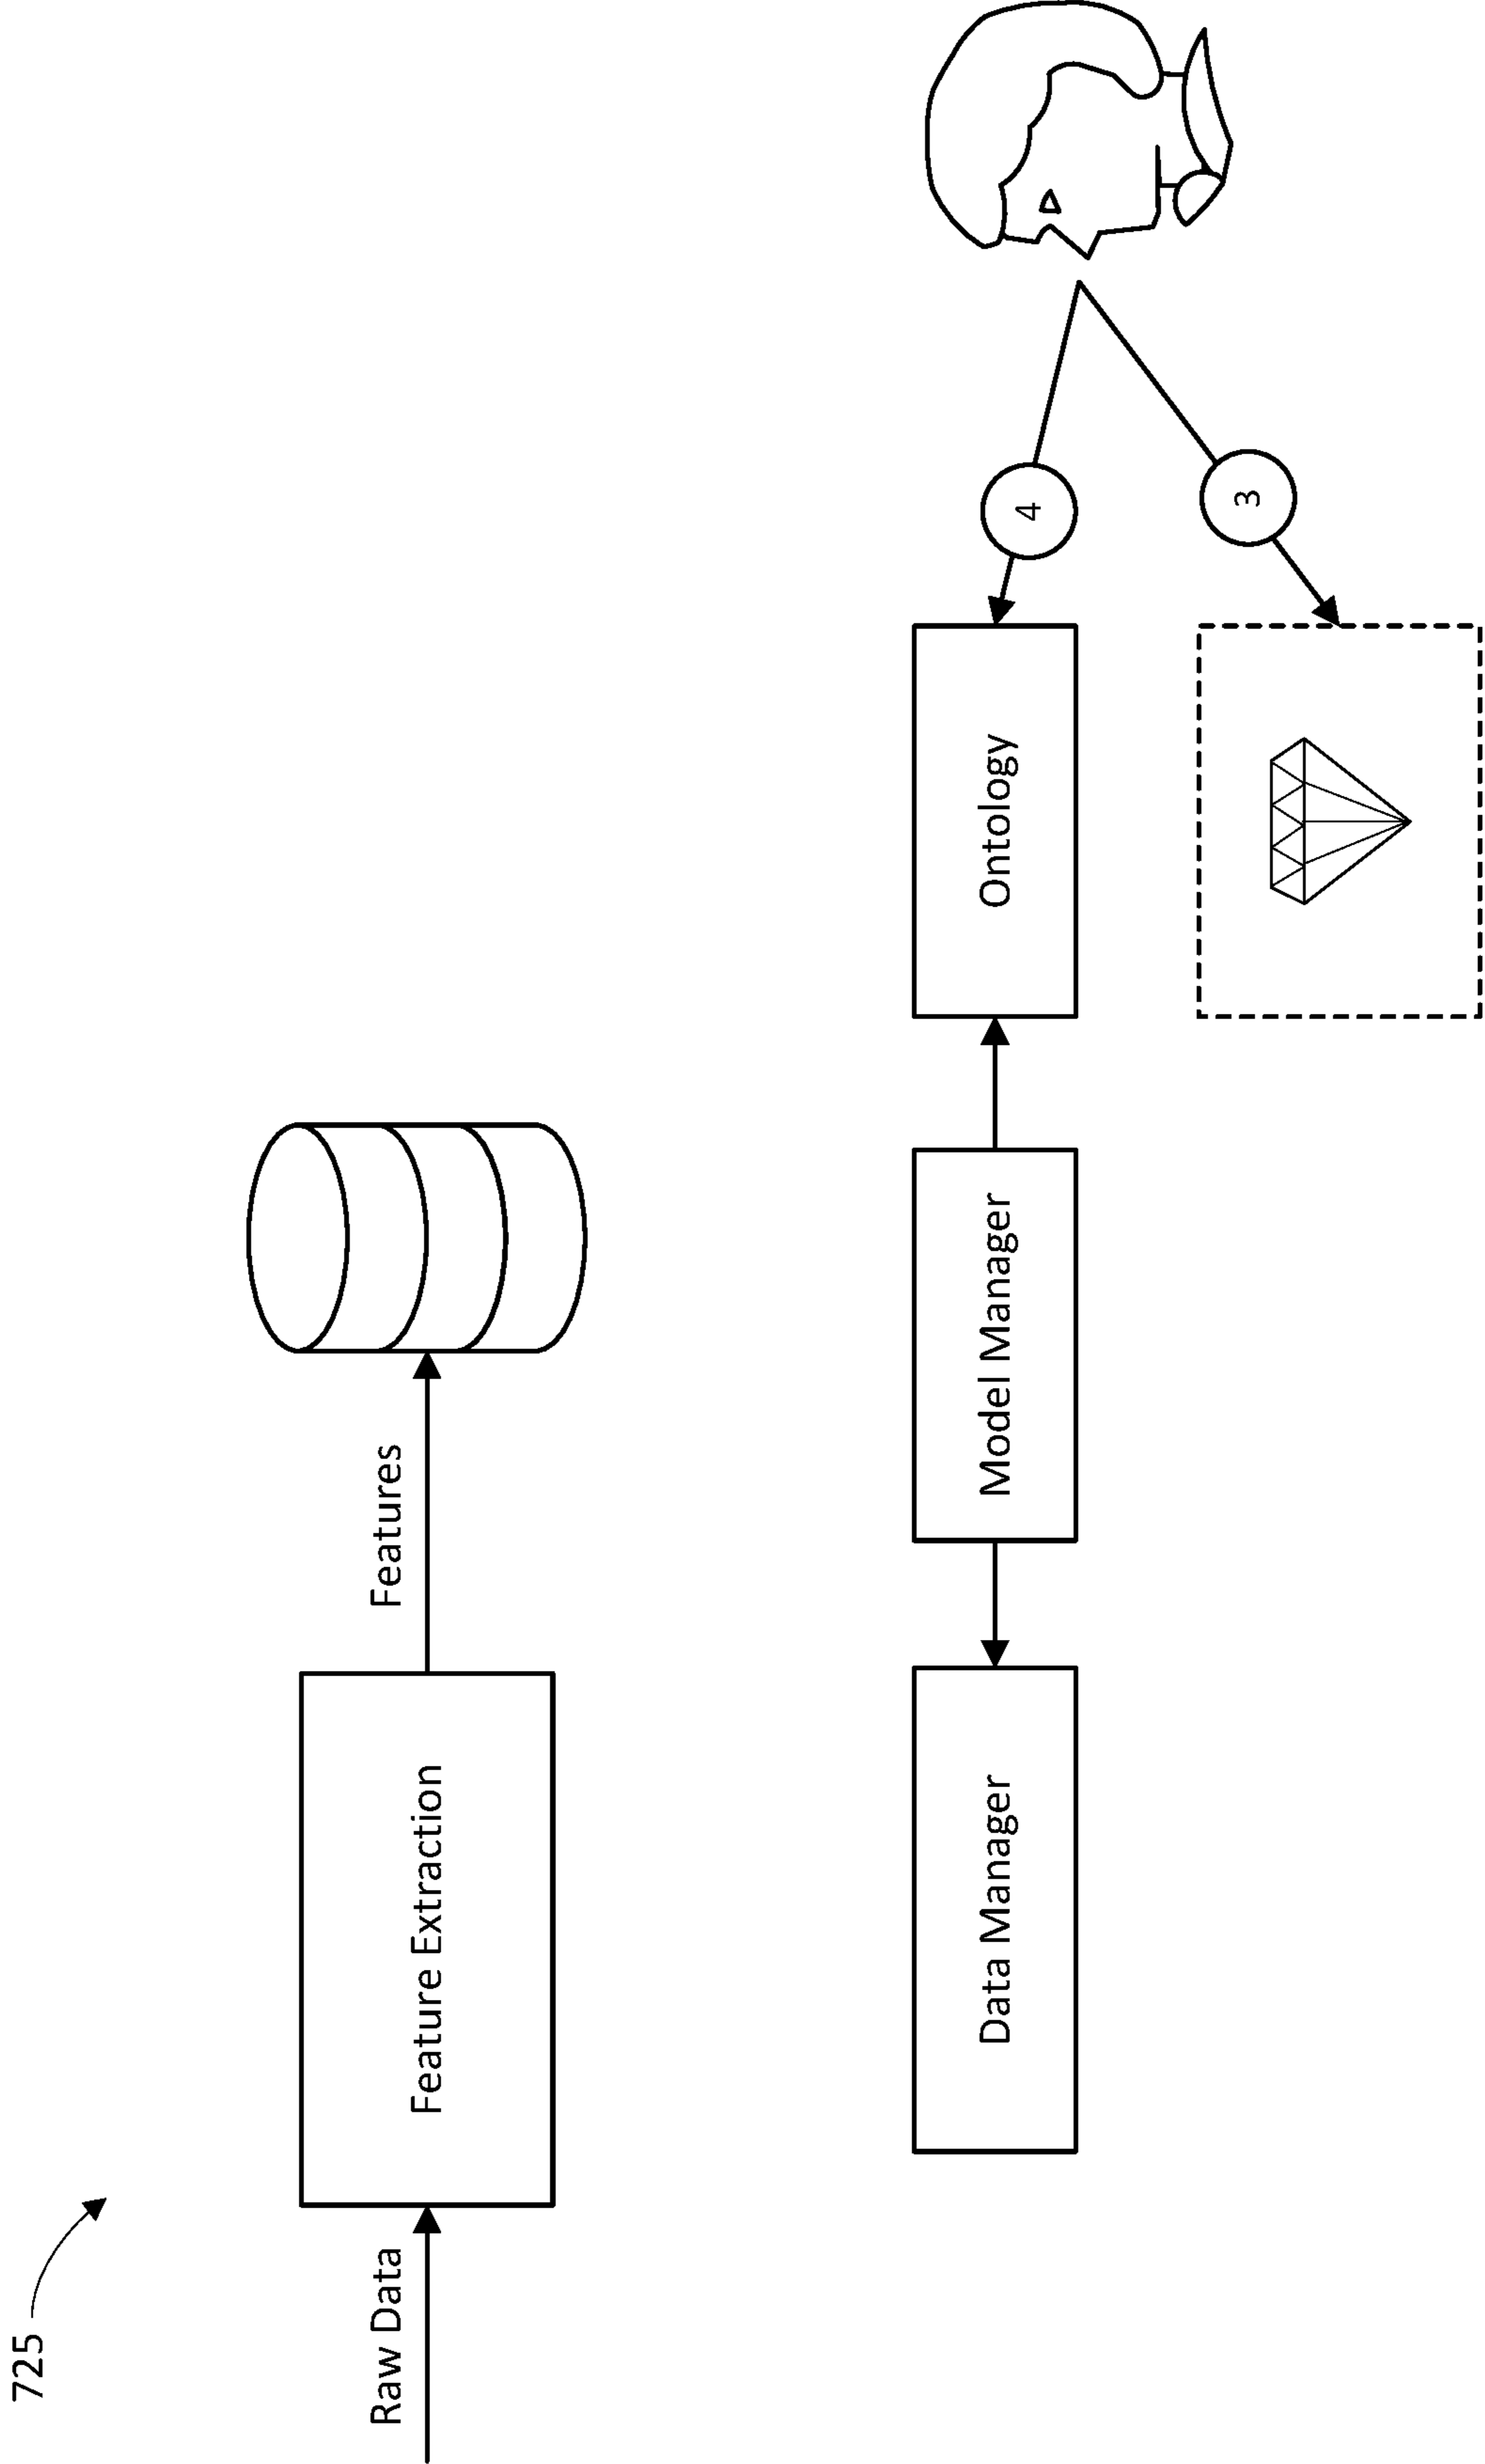 725
Raw Data
Feature Extraction
Features
Data Manager
Model Manager
Ontology
4
3